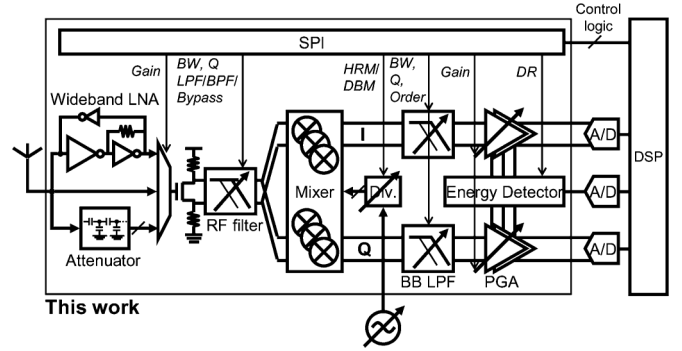 Control
logic
SPI
Gain
BW, Q
LPF/BPF/
Bypass
HRM/
DBM
BW,
Q,
Order
Gain
DR
Wideband LNA
I
A/D
DSP
Mixer
Div.
Energy Detector
A/D
RF filter
Attenuator
Q
A/D
BB LPF
PGA
This work